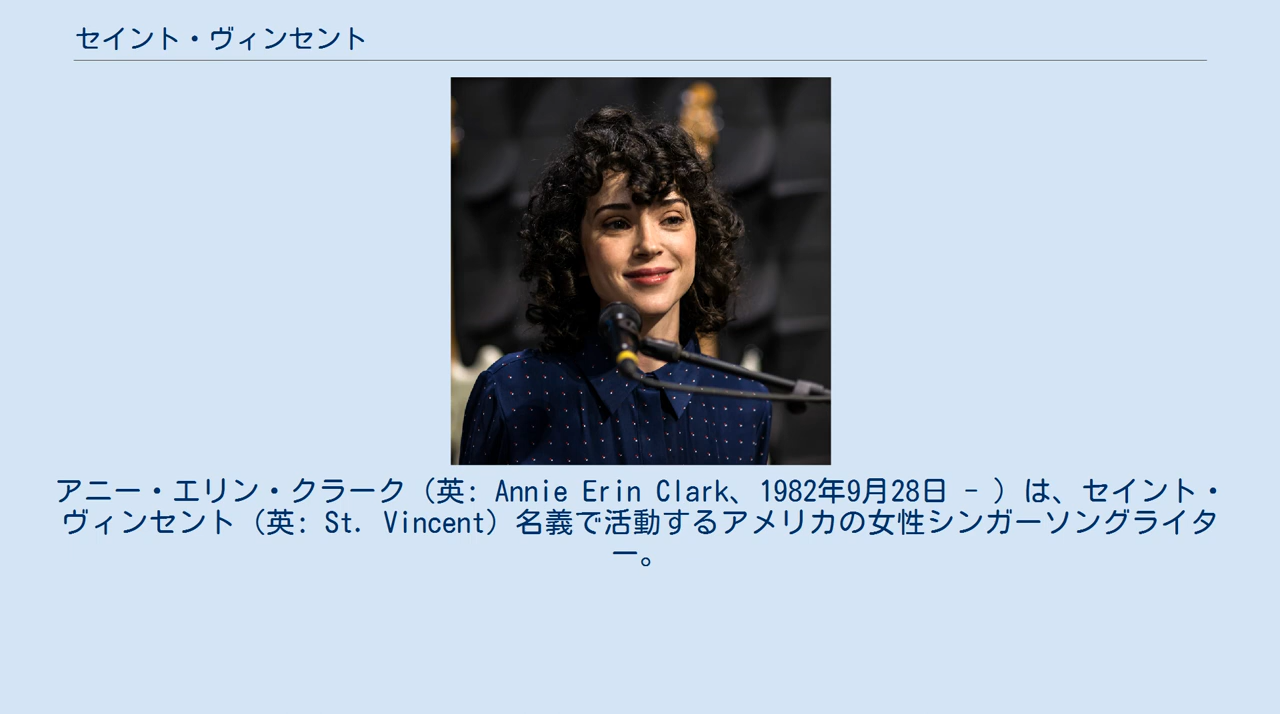 セイント・ヴィンセント
アニー・エリン・クラーク（英: Annie Erin Clark、1982年9月28日 - ）は、セイント・
ヴィンセント（英: St. Vincent）名義で活動するアメリカの女性シンガーソングライタ
ー。